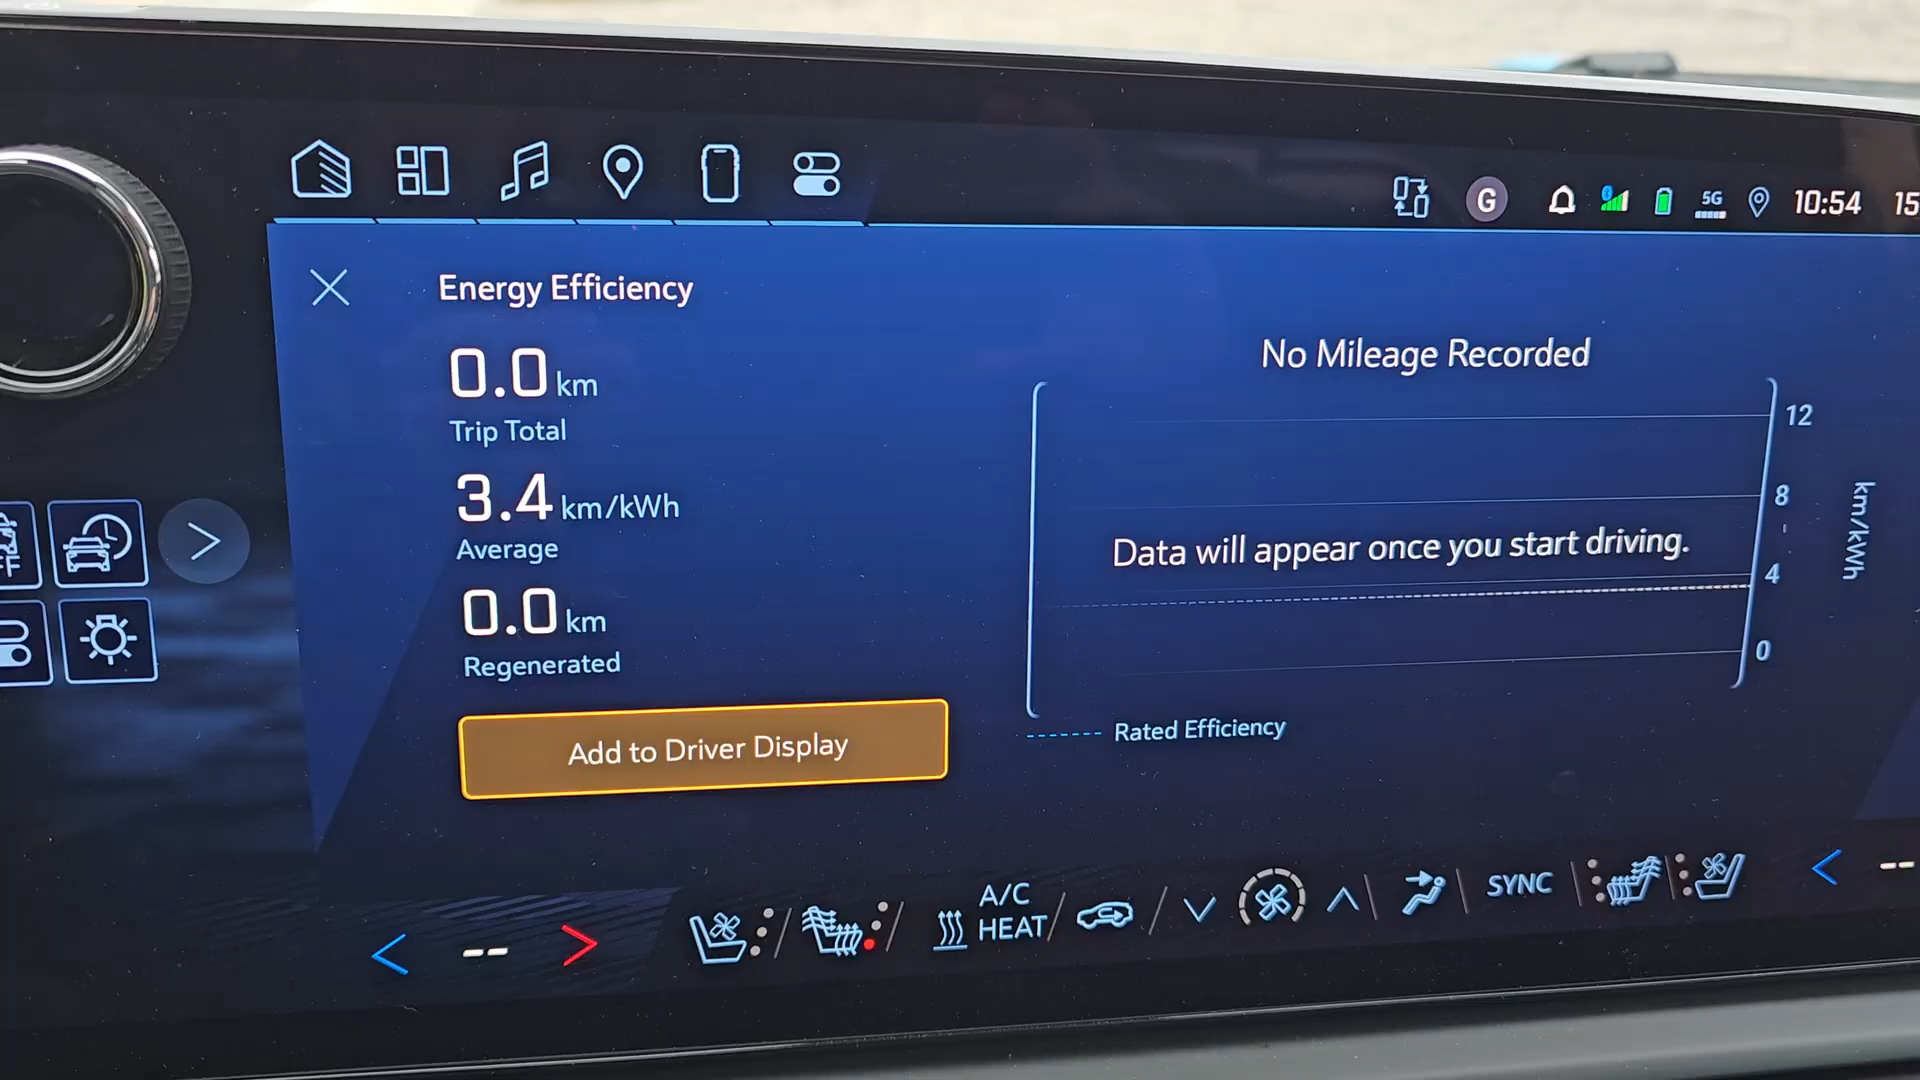 G
5G
10:54
15
Energy Efficiency
0.0 km
Trip Total
3.4 km/kWh
Average
0.0 km
Regenerated
Add to Driver Display
No Mileage Recorded
12
8
4
0
km/kWh
Data will appear once you start driving.
Rated Efficiency
--
A/C
HEAT
SYNC
--